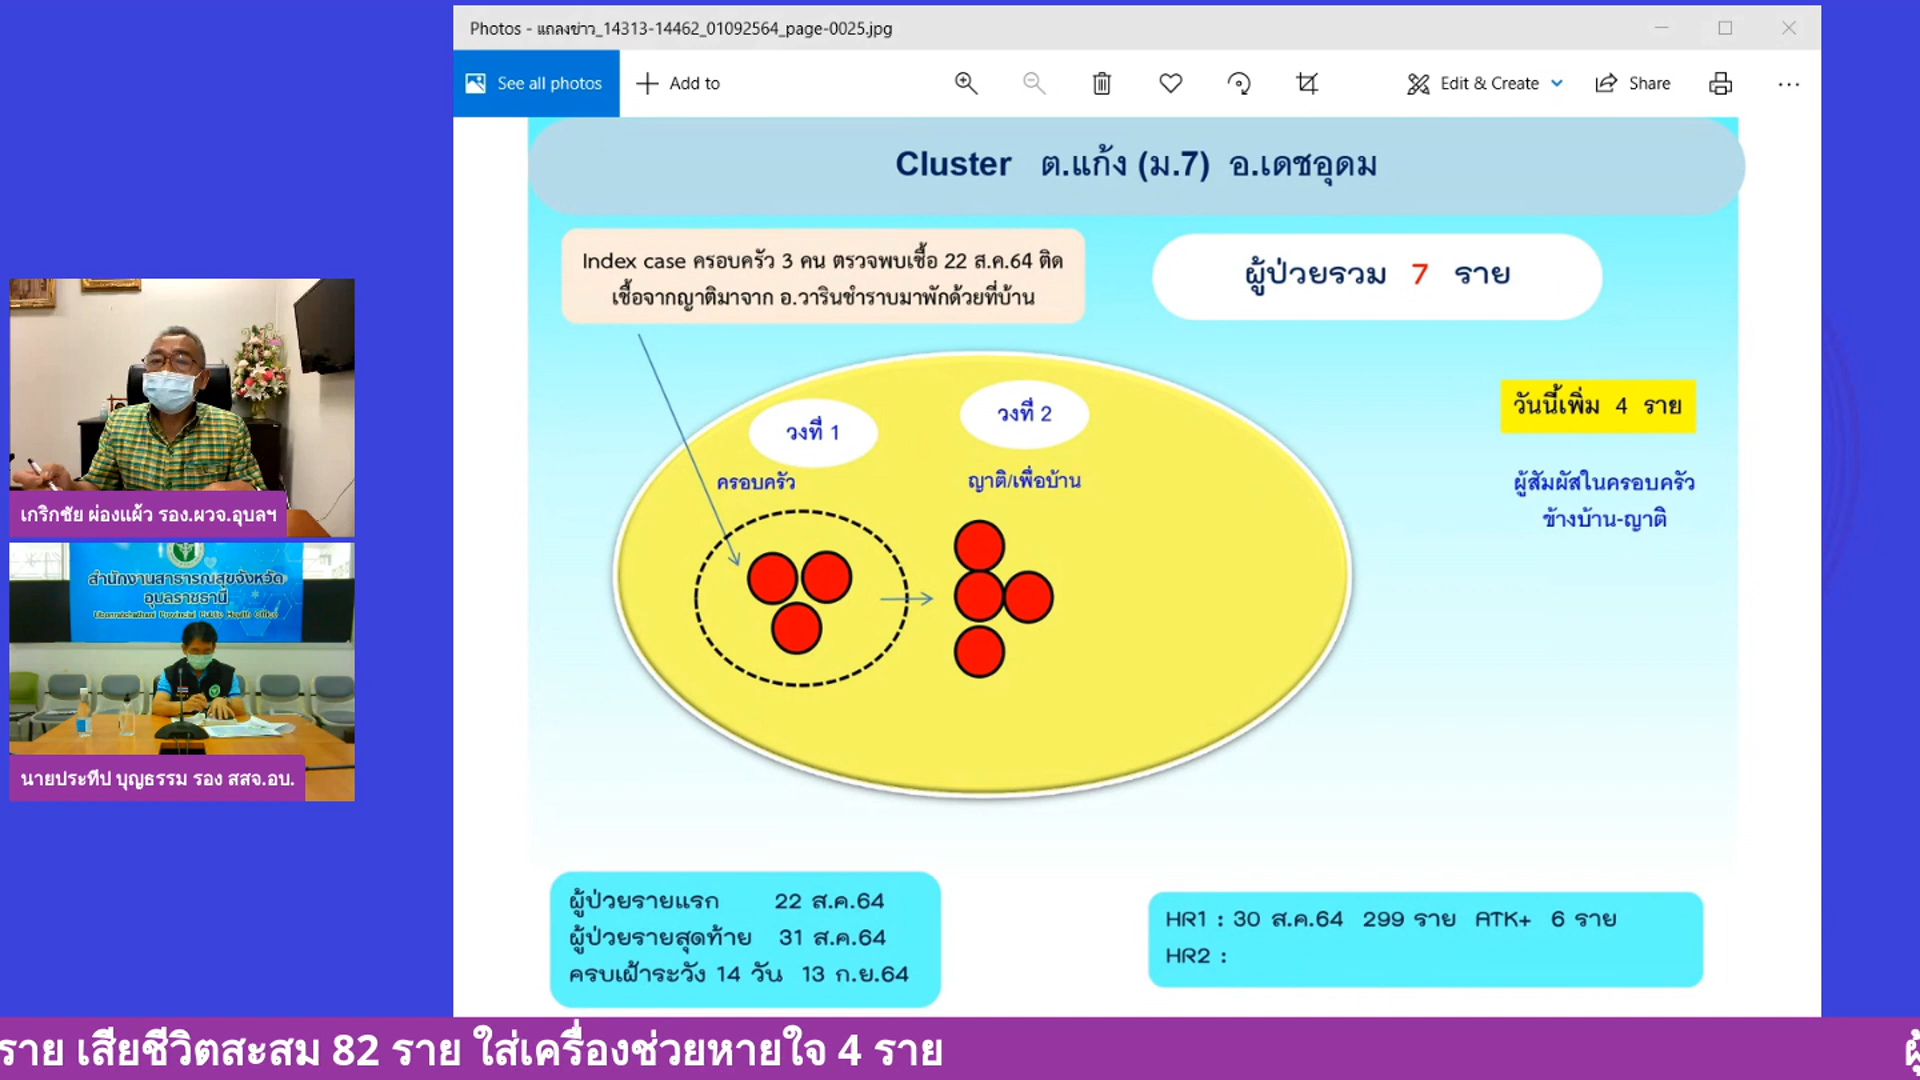 Photos - แถลงข่าว_14313-14462_01092564_page-0025.jpg
See all photos
Add to
Edit & Create
Share
Cluster ต.แก้ง (ม.7) อ.เดชอุดม
Index case ครอบครัว 3 คน ตรวจพบเชื้อ 22 ส.ค.64 ติด
เชื้อจากญาติมาจาก อ.วารินชำราบมาพักด้วยที่บ้าน
ผู้ป่วยรวม 7 ราย
วงที่ 1
วงที่ 2
ครอบครัว
ญาติ/เพื่อบ้าน
วันนี้เพิ่ม 4 ราย
ผู้สัมผัสในครอบครัว
ข้างบ้าน-ญาติ
เกริกชัย ผ่องแผ้ว รอง.ผวจ.อุบลฯ
สำนักงานสาธารณสุขจังหวัด
อุบลราชธานี
Ubonratchathani Provincial Public Health Office
นายประทีป บุญธรรม รอง สสจ.อบ.
ผู้ป่วยรายแรก 22 ส.ค.64
ผู้ป่วยรายสุดท้าย 31 ส.ค.64
ครบเฝ้าระวัง 14 วัน 13 ก.ย.64
HR1 : 30 ส.ค.64 299 ราย ATK+ 6 ราย
HR2 :
ราย เสียชีวิตสะสม 82 ราย ใส่เครื่องช่วยหายใจ 4 ราย